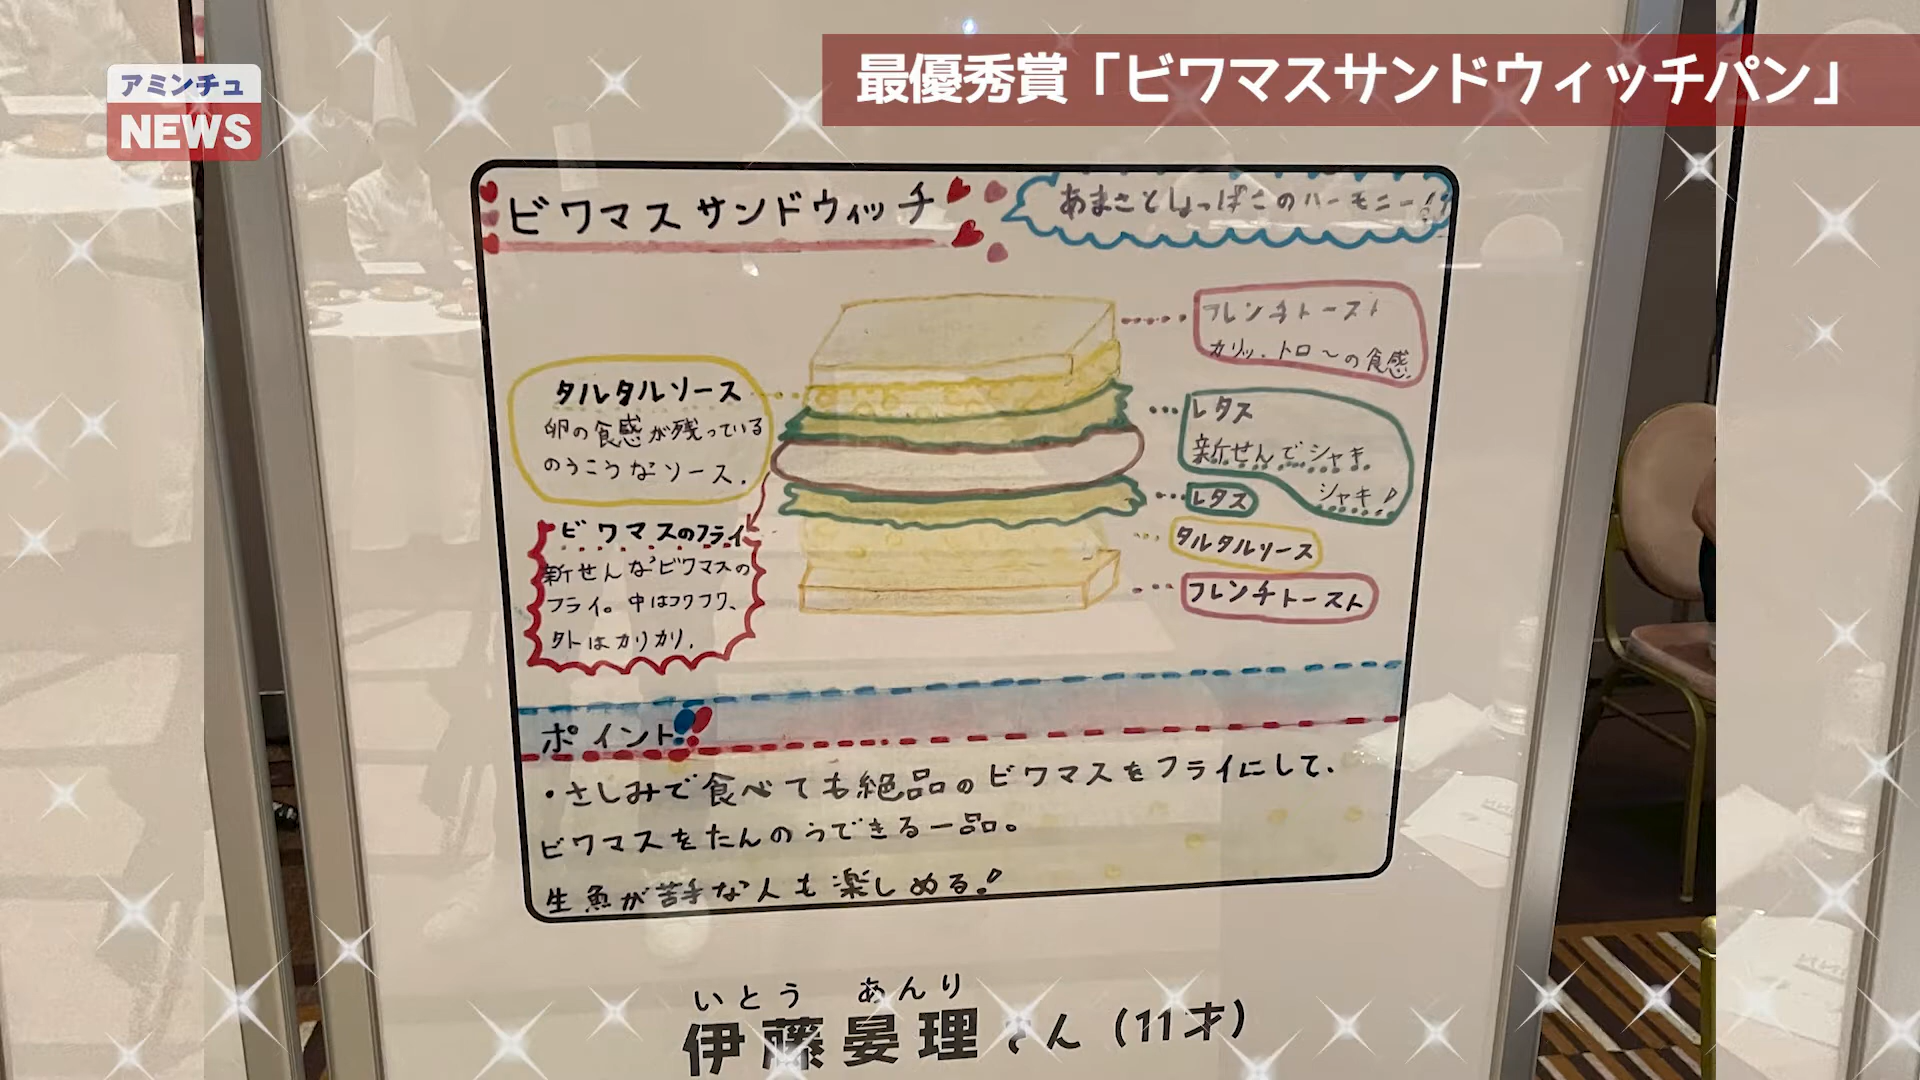 アミンチュ
NEWS
最優秀賞「ビワマスサンドウィッチパン」
ビワマスサンドウィッチ
あまさとしょっぱさのハーモニー!!
フレンチトースト
カリッ、トロ〜の食感
タルタルソース
卵の食感が残っている
のうこうなソース。
レタス
新せんでシャキ
シャキ♪
レタス
ビワマスのフライ
新せんなビワマスの
フライ。中はフワフワ、
外はカリカリ。
タルタルソース
フレンチトースト
ポイント!!
・さしみで食べても絶品のビワマスをフライにして、
ビワマスをたんのうできる一品。
生魚が苦手な人も楽しめる!
いとう あんり
伊藤晏理さん(11才)